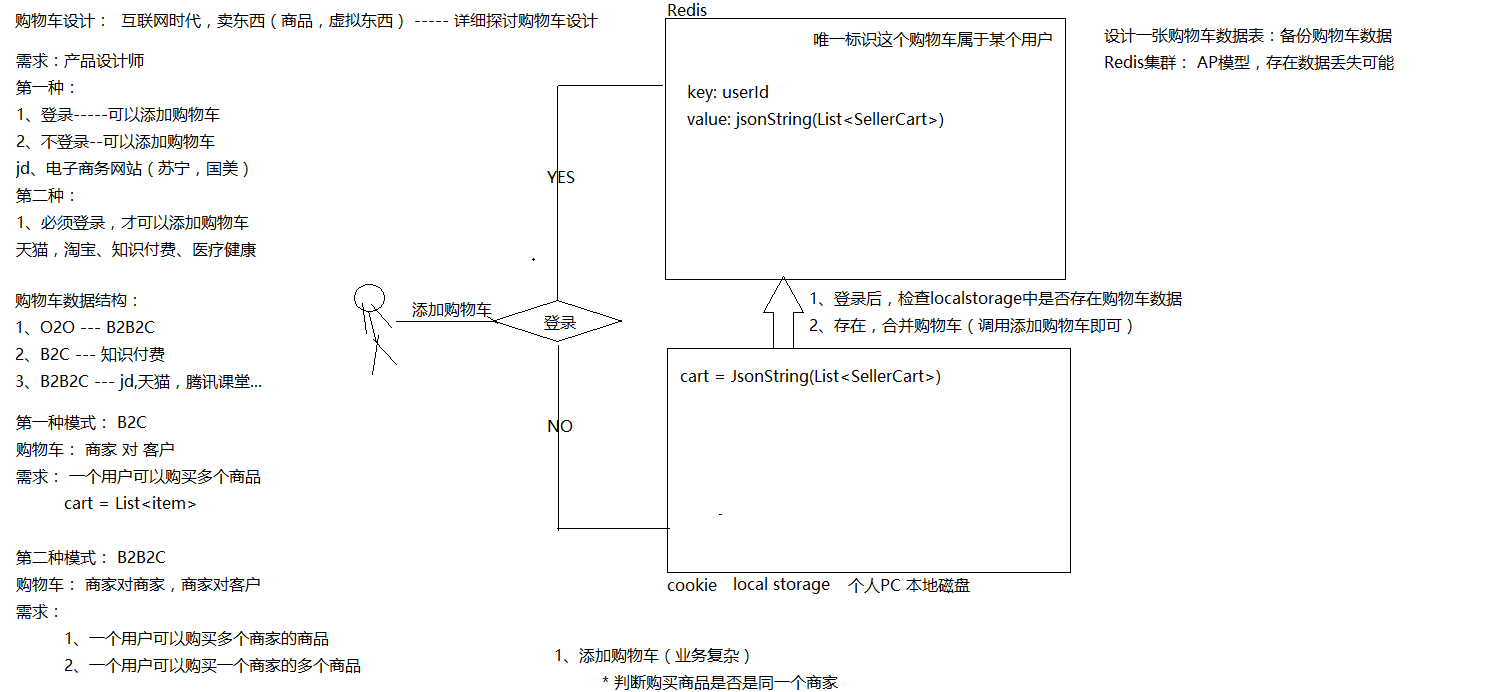 购物车设计： 互联网时代，卖东西（商品，虚拟东西） ----- 详细探讨购物车设计
需求：产品设计师
第一种：
1、登录-----可以添加购物车
2、不登录--可以添加购物车
jd、电子商务网站（苏宁，国美）
第二种：
1、必须登录，才可以添加购物车
天猫，淘宝、知识付费、医疗健康
购物车数据结构：
1、O2O --- B2B2C
2、B2C --- 知识付费
3、B2B2C --- jd,天猫，腾讯课堂...
第一种模式： B2C
购物车： 商家 对 客户
需求： 一个用户可以购买多个商品
cart = List<item>
第二种模式： B2B2C
购物车： 商家对商家，商家对客户
需求：
1、一个用户可以购买多个商家的商品
2、一个用户可以购买一个商家的多个商品
添加购物车
登录
YES
NO
Redis
唯一标识这个购物车属于某个用户
key: userId
value: jsonString(List<SellerCart>)
1、登录后，检查localstorage中是否存在购物车数据
2、存在，合并购物车（调用添加购物车即可）
cart = JsonString(List<SellerCart>)
cookie local storage 个人PC 本地磁盘
1、添加购物车（业务复杂）
* 判断购买商品是否是同一个商家
设计一张购物车数据表：备份购物车数据
Redis集群： AP模型，存在数据丢失可能